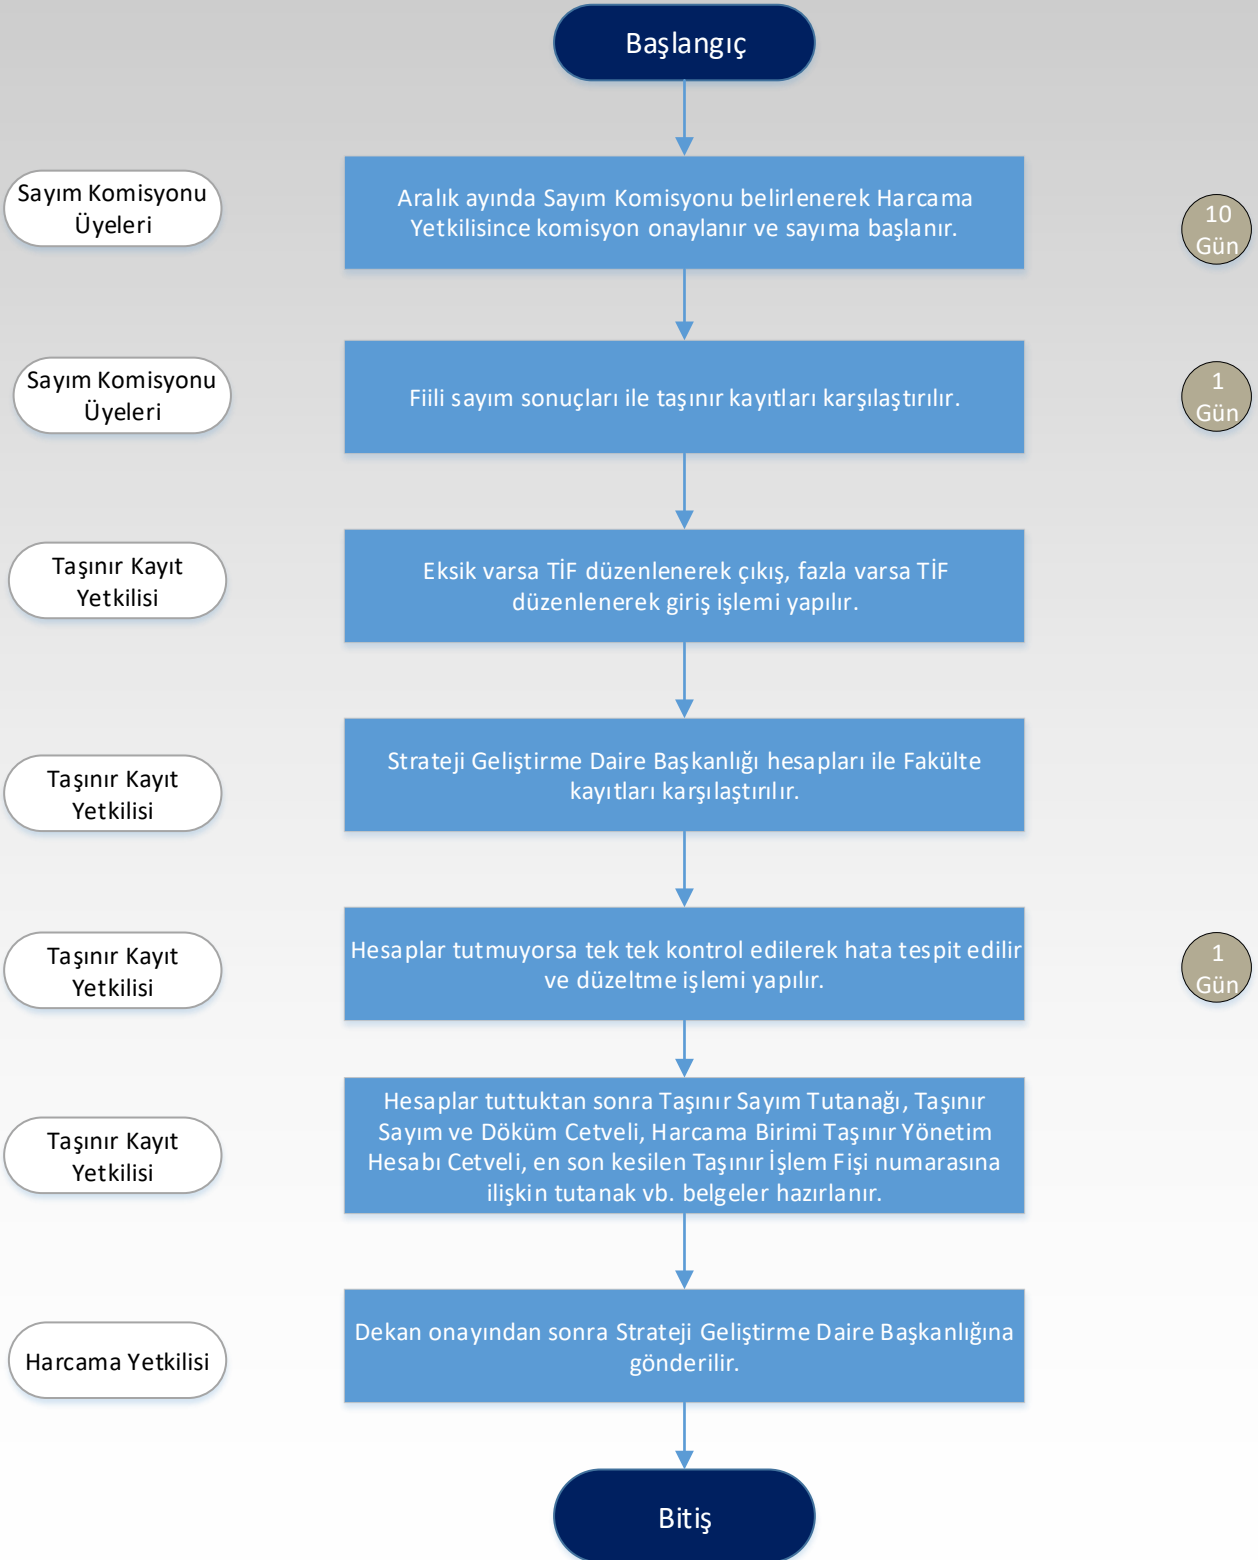 Başlangıç
Sayım Komisyonu
Üyeleri
Aralık ayında Sayım Komisyonu belirlenerek Harcama
Yetkilisince komisyon onaylanır ve sayıma başlanır.
10
Gün
Sayım Komisyonu
Üyeleri
Fiili sayım sonuçları ile taşınır kayıtları karşılaştırılır.
1
Gün
Taşınır Kayıt
Yetkilisi
Eksik varsa TİF düzenlenerek çıkış, fazla varsa TİF
düzenlenerek giriş işlemi yapılır.
Taşınır Kayıt
Yetkilisi
Strateji Geliştirme Daire Başkanlığı hesapları ile Fakülte
kayıtları karşılaştırılır.
Taşınır Kayıt
Yetkilisi
Hesaplar tutmuyorsa tek tek kontrol edilerek hata tespit edilir
ve düzeltme işlemi yapılır.
1
Gün
Taşınır Kayıt
Yetkilisi
Hesaplar tuttuktan sonra Taşınır Sayım Tutanağı, Taşınır
Sayım ve Döküm Cetveli, Harcama Birimi Taşınır Yönetim
Hesabı Cetveli, en son kesilen Taşınır İşlem Fişi numarasına
ilişkin tutanak vb. belgeler hazırlanır.
Harcama Yetkilisi
Dekan onayından sonra Strateji Geliştirme Daire Başkanlığına
gönderilir.
Bitiş